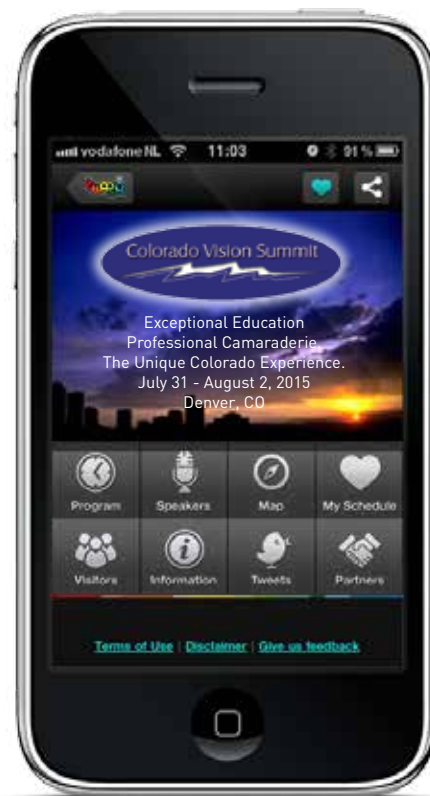 vodafone NL 11:03 91 %
Colorado Vision Summit
Exceptional Education
Professional Camaraderie,
The Unique Colorado Experience.
July 31 - August 2, 2015
Denver, CO
Program Speakers Map My Schedule
Visitors Information Tweets Partners
Terms of Use | Disclaimer | Give us feedback